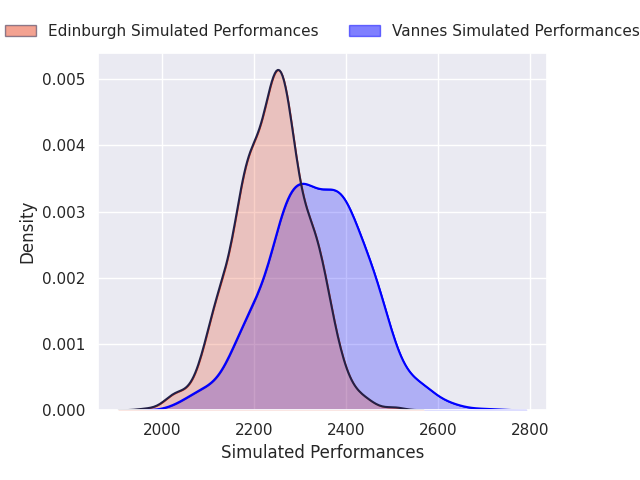 Edinburgh Simulated Performances Vannes Simulated Performances
0.005
0.004
0.003
0.002
0.001
0.000
Density
2000 2200 2400 2600 2800
Simulated Performances